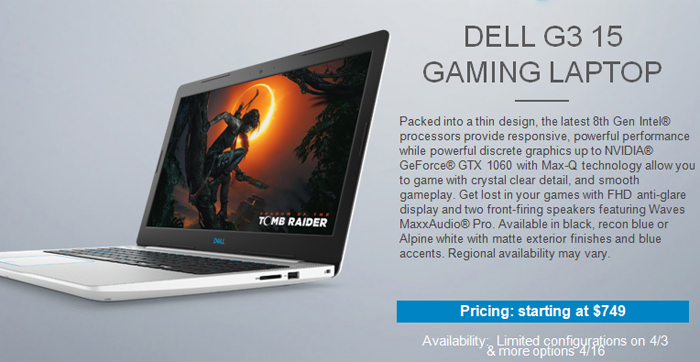 DELL G3 15
GAMING LAPTOP
Packed into a thin design, the latest 8th Gen Intel®
processors provide responsive, powerful performance
while powerful discrete graphics up to NVIDIA®
GeForce® GTX 1060 with Max-Q technology allow you
to game with crystal clear detail, and smooth
gameplay. Get lost in your games with FHD anti-glare
display and two front-firing speakers featuring Waves
MaxxAudio® Pro. Available in black, recon blue or
Alpine white with matte exterior finishes and blue
accents. Regional availability may vary.
Pricing: starting at $749
Availability: Limited configurations on 4/3
& more options 4/16
SHADOW OF THE
TOMB RAIDER
DELL